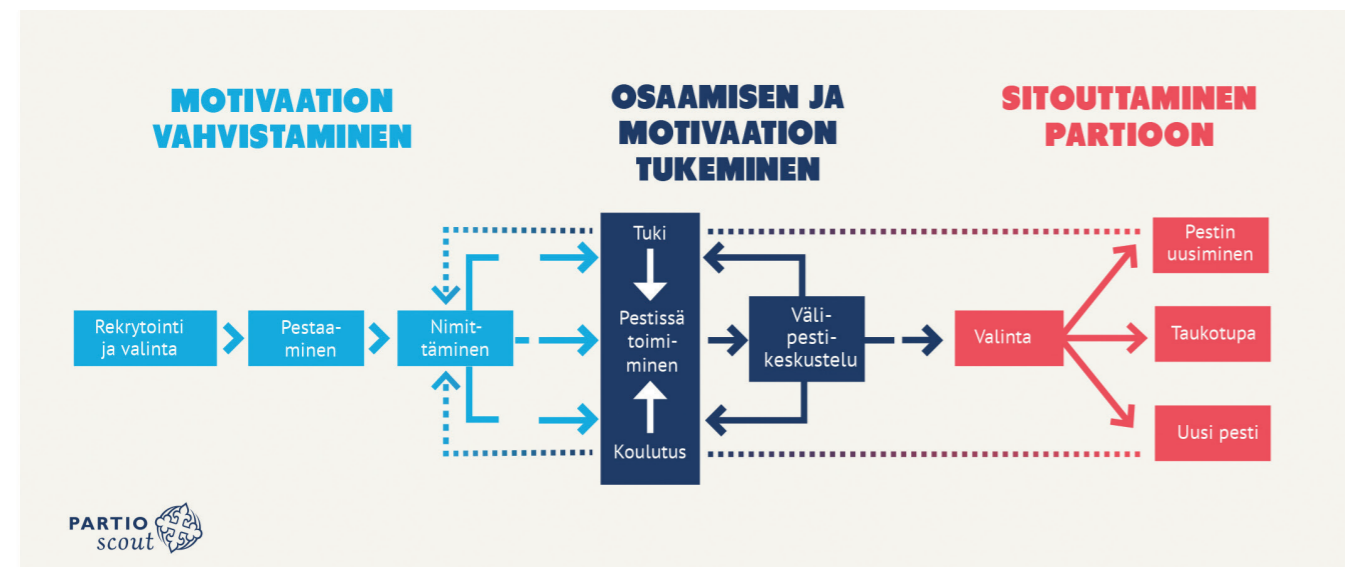 MOTIVAATION
VAHVISTAMINEN
OSAAMISEN JA
MOTIVAATION
TUKEMINEN
SITOUTTAMINEN
PARTIOON
Rekrytointi
ja valinta
Pestaa-
minen
Nimit-
täminen
Tuki
Pestissä
toimi-
minen
Koulutus
Väli-
pesti-
keskustelu
Valinta
Pestin
uusiminen
Taukotupa
Uusi pesti
PARTIO
scout